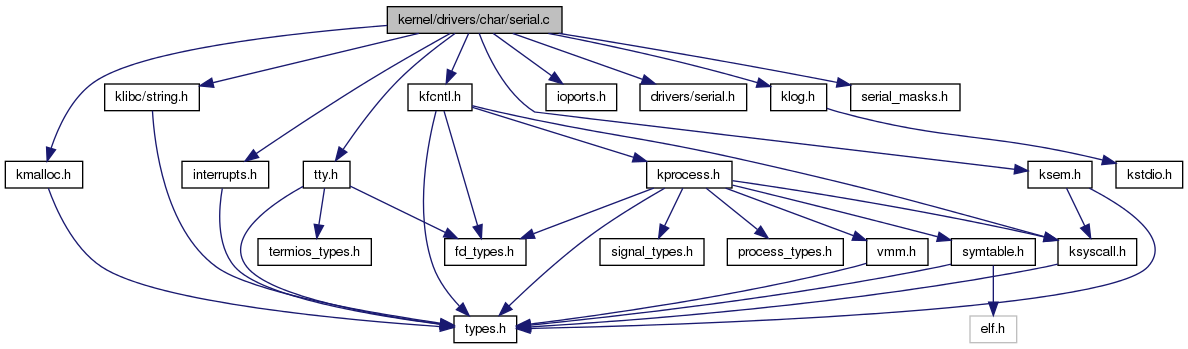 kernel/drivers/char/serial.c
klibc/string.h
kfcntl.h
ioports.h
drivers/serial.h
klog.h
serial_masks.h
kmalloc.h
interrupts.h
tty.h
kprocess.h
ksem.h
kstdio.h
termios_types.h
fd_types.h
signal_types.h
process_types.h
vmm.h
symtable.h
ksyscall.h
types.h
elf.h